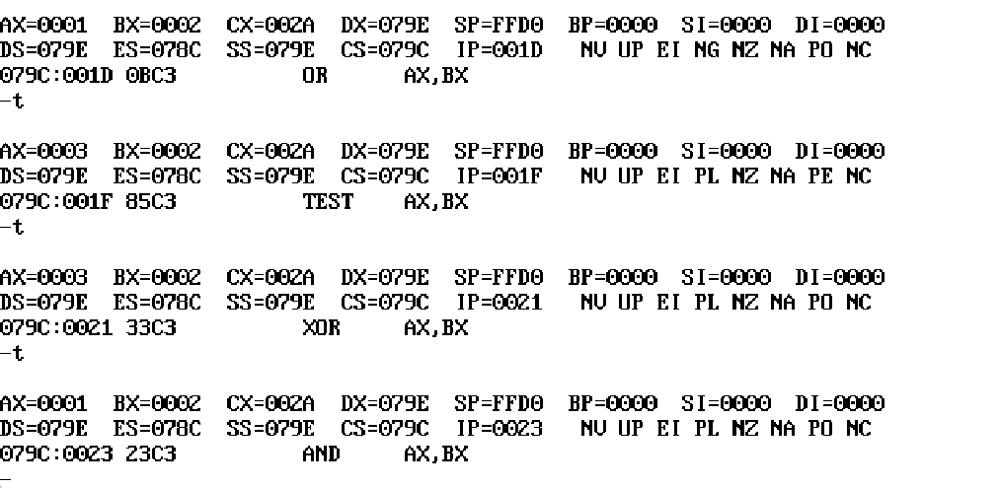 AX=0001  BX=0002  CX=002A  DX=079E  SP=FFD0  BP=0000  SI=0000  DI=0000
DS=079E  ES=078C  SS=079E  CS=079C  IP=001D   NV UP EI NG NZ NA PO NC
079C:001D 0BC3          OR      AX,BX
-t
AX=0003  BX=0002  CX=002A  DX=079E  SP=FFD0  BP=0000  SI=0000  DI=0000
DS=079E  ES=078C  SS=079E  CS=079C  IP=001F   NV UP EI PL NZ NA PE NC
079C:001F 85C3          TEST    AX,BX
-t
AX=0003  BX=0002  CX=002A  DX=079E  SP=FFD0  BP=0000  SI=0000  DI=0000
DS=079E  ES=078C  SS=079E  CS=079C  IP=0021   NV UP EI PL NZ NA PO NC
079C:0021 33C3          XOR     AX,BX
-t
AX=0001  BX=0002  CX=002A  DX=079E  SP=FFD0  BP=0000  SI=0000  DI=0000
DS=079E  ES=078C  SS=079E  CS=079C  IP=0023   NV UP EI PL NZ NA PO NC
079C:0023 23C3          AND     AX,BX
-